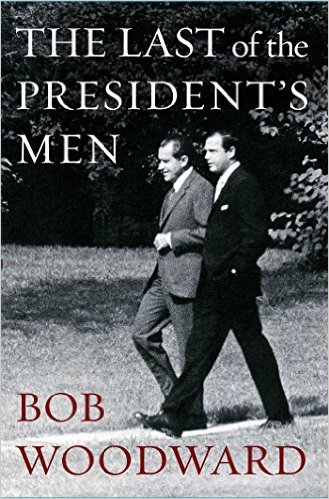 THE LAST of the
PRESIDENT'S
MEN
BOB
WOODWARD